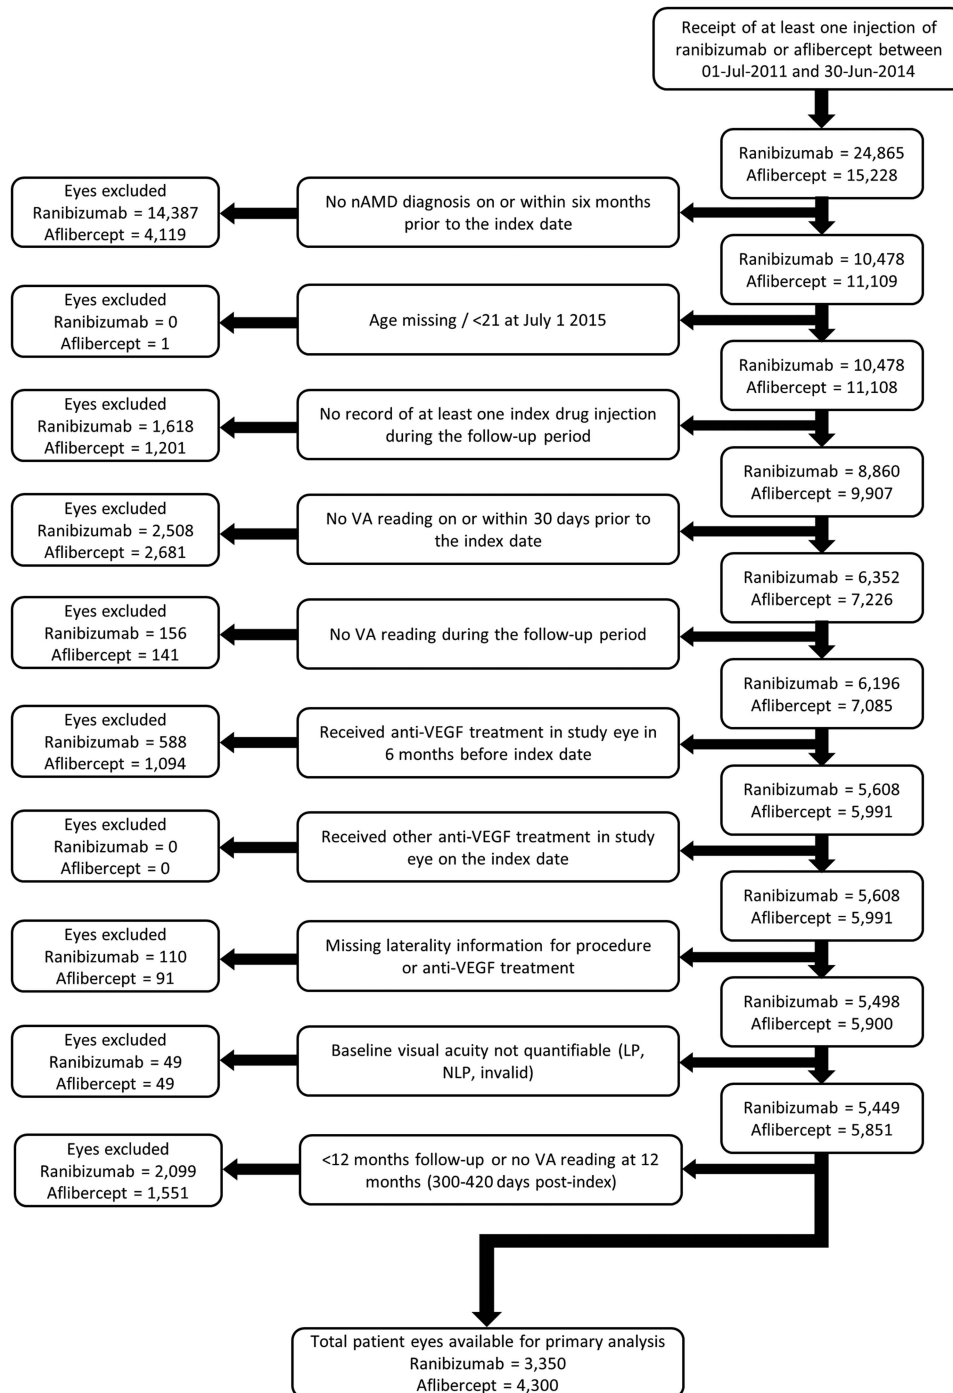 Receipt of at least one injection of
ranibizumab or aflibercept between
01-Jul-2011 and 30-Jun-2014
Ranibizumab = 24,865
Aflibercept = 15,228
Eyes excluded
Ranibizumab = 14,387
Aflibercept = 4,119
No nAMD diagnosis on or within six months
prior to the index date
Ranibizumab = 10,478
Aflibercept = 11,109
Eyes excluded
Ranibizumab = 0
Aflibercept = 1
Age missing / <21 at July 1 2015
Ranibizumab = 10,478
Aflibercept = 11,108
Eyes excluded
Ranibizumab = 1,618
Aflibercept = 1,201
No record of at least one index drug injection
during the follow-up period
Ranibizumab = 8,860
Aflibercept = 9,907
Eyes excluded
Ranibizumab = 2,508
Aflibercept = 2,681
No VA reading on or within 30 days prior to
the index date
Ranibizumab = 6,352
Aflibercept = 7,226
Eyes excluded
Ranibizumab = 156
Aflibercept = 141
No VA reading during the follow-up period
Ranibizumab = 6,196
Aflibercept = 7,085
Eyes excluded
Ranibizumab = 588
Aflibercept = 1,094
Received anti-VEGF treatment in study eye in
6 months before index date
Ranibizumab = 5,608
Aflibercept = 5,991
Eyes excluded
Ranibizumab = 0
Aflibercept = 0
Received other anti-VEGF treatment in study
eye on the index date
Ranibizumab = 5,608
Aflibercept = 5,991
Eyes excluded
Ranibizumab = 110
Aflibercept = 91
Missing laterality information for procedure
or anti-VEGF treatment
Ranibizumab = 5,498
Aflibercept = 5,900
Eyes excluded
Ranibizumab = 49
Aflibercept = 49
Baseline visual acuity not quantifiable (LP,
NLP, invalid)
Ranibizumab = 5,449
Aflibercept = 5,851
Eyes excluded
Ranibizumab = 2,099
Aflibercept = 1,551
<12 months follow-up or no VA reading at 12
months (300-420 days post-index)
Total patient eyes available for primary analysis
Ranibizumab = 3,350
Aflibercept = 4,300